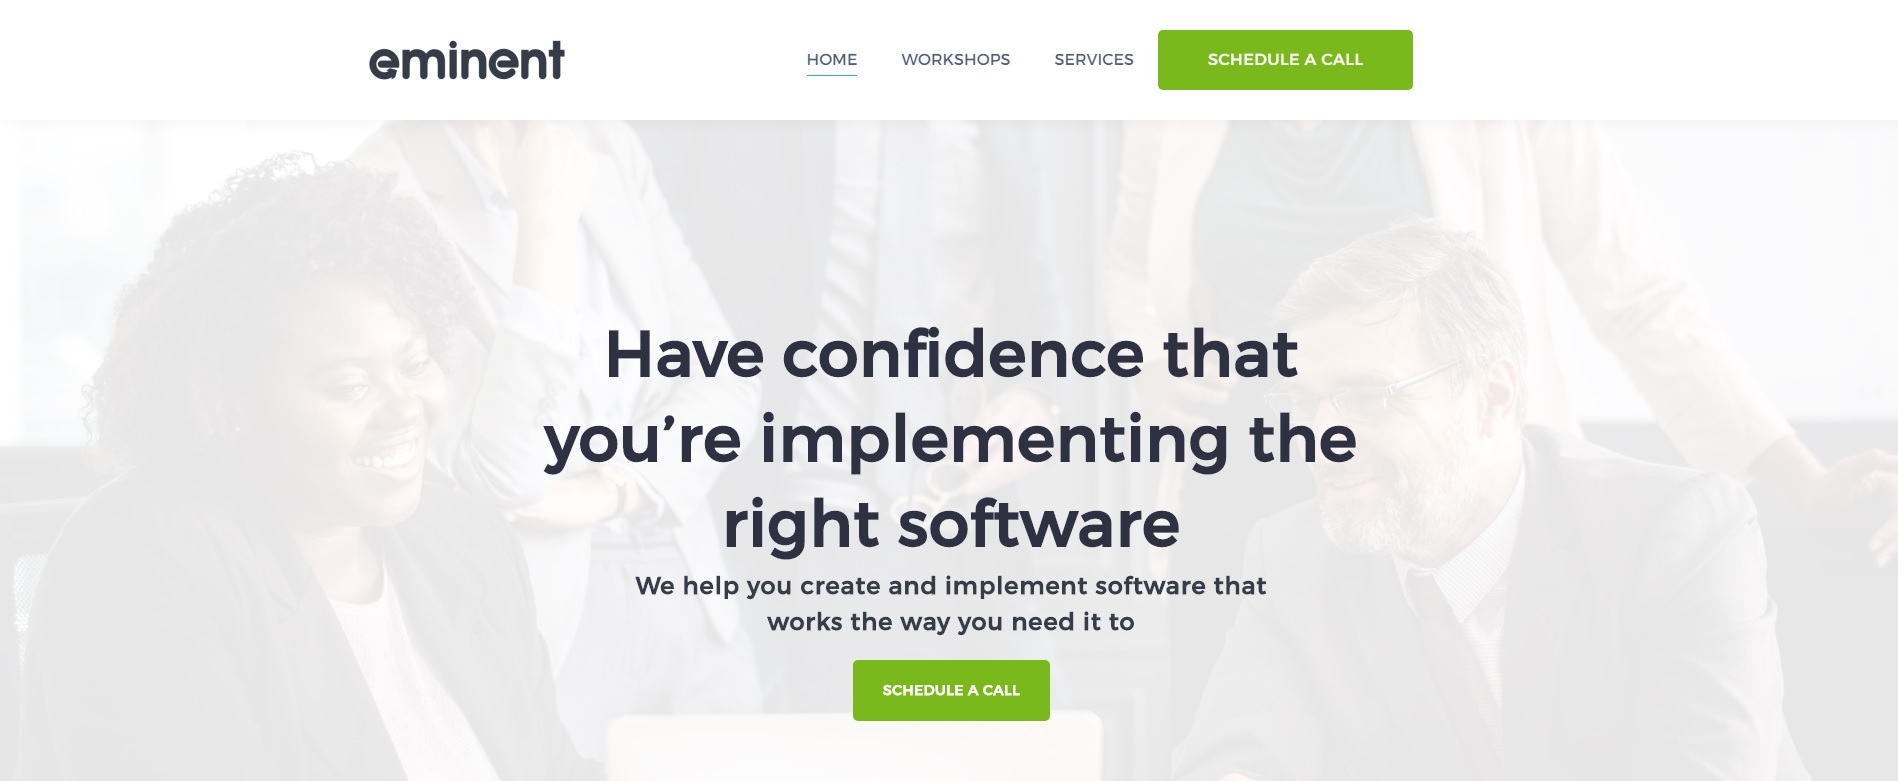 eminent
HOME WORKSHOPS SERVICES SCHEDULE A CALL
Have confidence that
you’re implementing the
right software
We help you create and implement software that
works the way you need it to
SCHEDULE A CALL